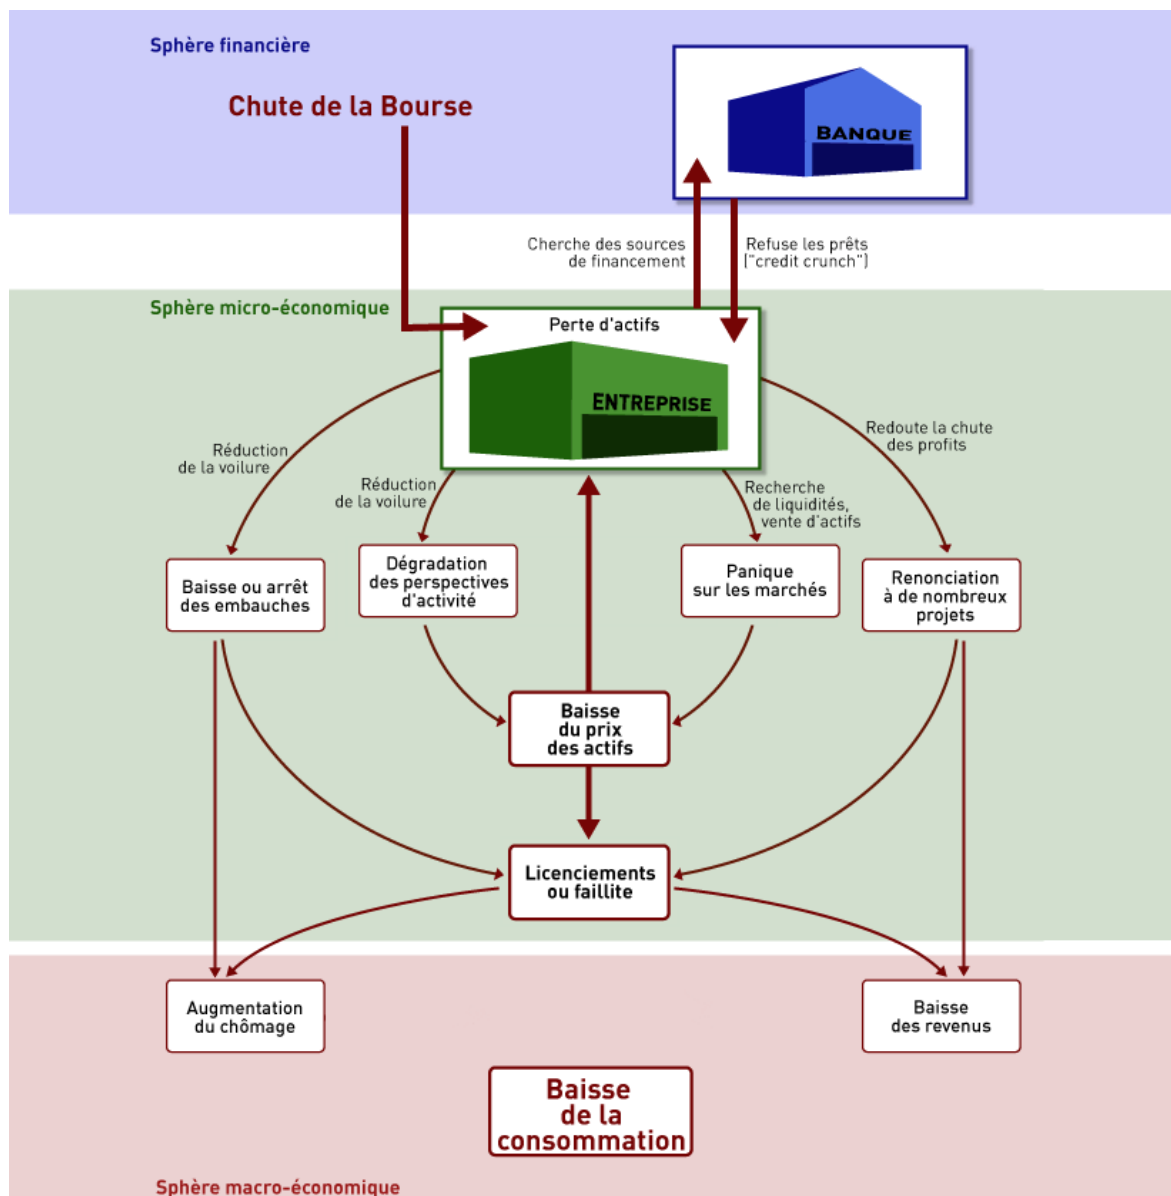 Sphère financière
Chute de la Bourse
BANQUE
Cherche des sources
de financement
Refuse les prêts
("credit crunch")
Sphère micro-économique
Perte d'actifs
ENTREPRISE
Réduction
de la voilure
Réduction
de la voilure
Recherche
de liquidités,
vente d'actifs
Redoute la chute
des profits
Baisse ou arrêt
des embauches
Dégradation
des perspectives
d'activité
Panique
sur les marchés
Renonciation
à de nombreux
projets
Baisse
du prix
des actifs
Licenciements
ou faillite
Augmentation
du chômage
Baisse
des revenus
Baisse
de la
consommation
Sphère macro-économique